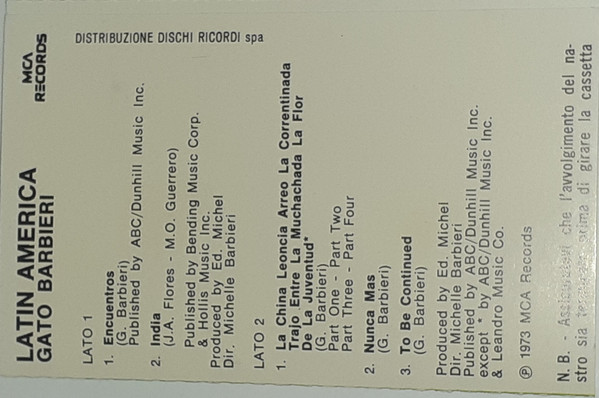 LATIN AMERICA
GATO BARBIERI
MCA
RECORDS
DISTRIBUZIONE DISCHI RICORDI spa
LATO 1
1. Encuentros
(G. Barbieri)
Published by ABC/Dunhill Music Inc.
2. India
(J.A. Flores - M.O. Guerrero)
Published by Bending Music Corp.
& Hollis Music Inc.
Produced by Ed. Michel
Dir. Michelle Barbieri
LATO 2
1. La China Leoncia Arreo La Correntinada
Trajo Entre La Muchachada La Flor
De La Juventud*
(G. Barbieri)
Part One - Part Two
Part Three - Part Four
2. Nunca Mas
(G. Barbieri)
3. To Be Continued
(G. Barbieri)
Produced by Ed. Michel
Dir. Michelle Barbieri
Published by ABC/Dunhill Music Inc.
except * by ABC/Dunhill Music Inc.
& Leandro Music Co.
Ⓟ 1973 MCA Records
N. B. - Assicuratevi che l'avvolgimento del na-
stro sia prima di girare la cassetta